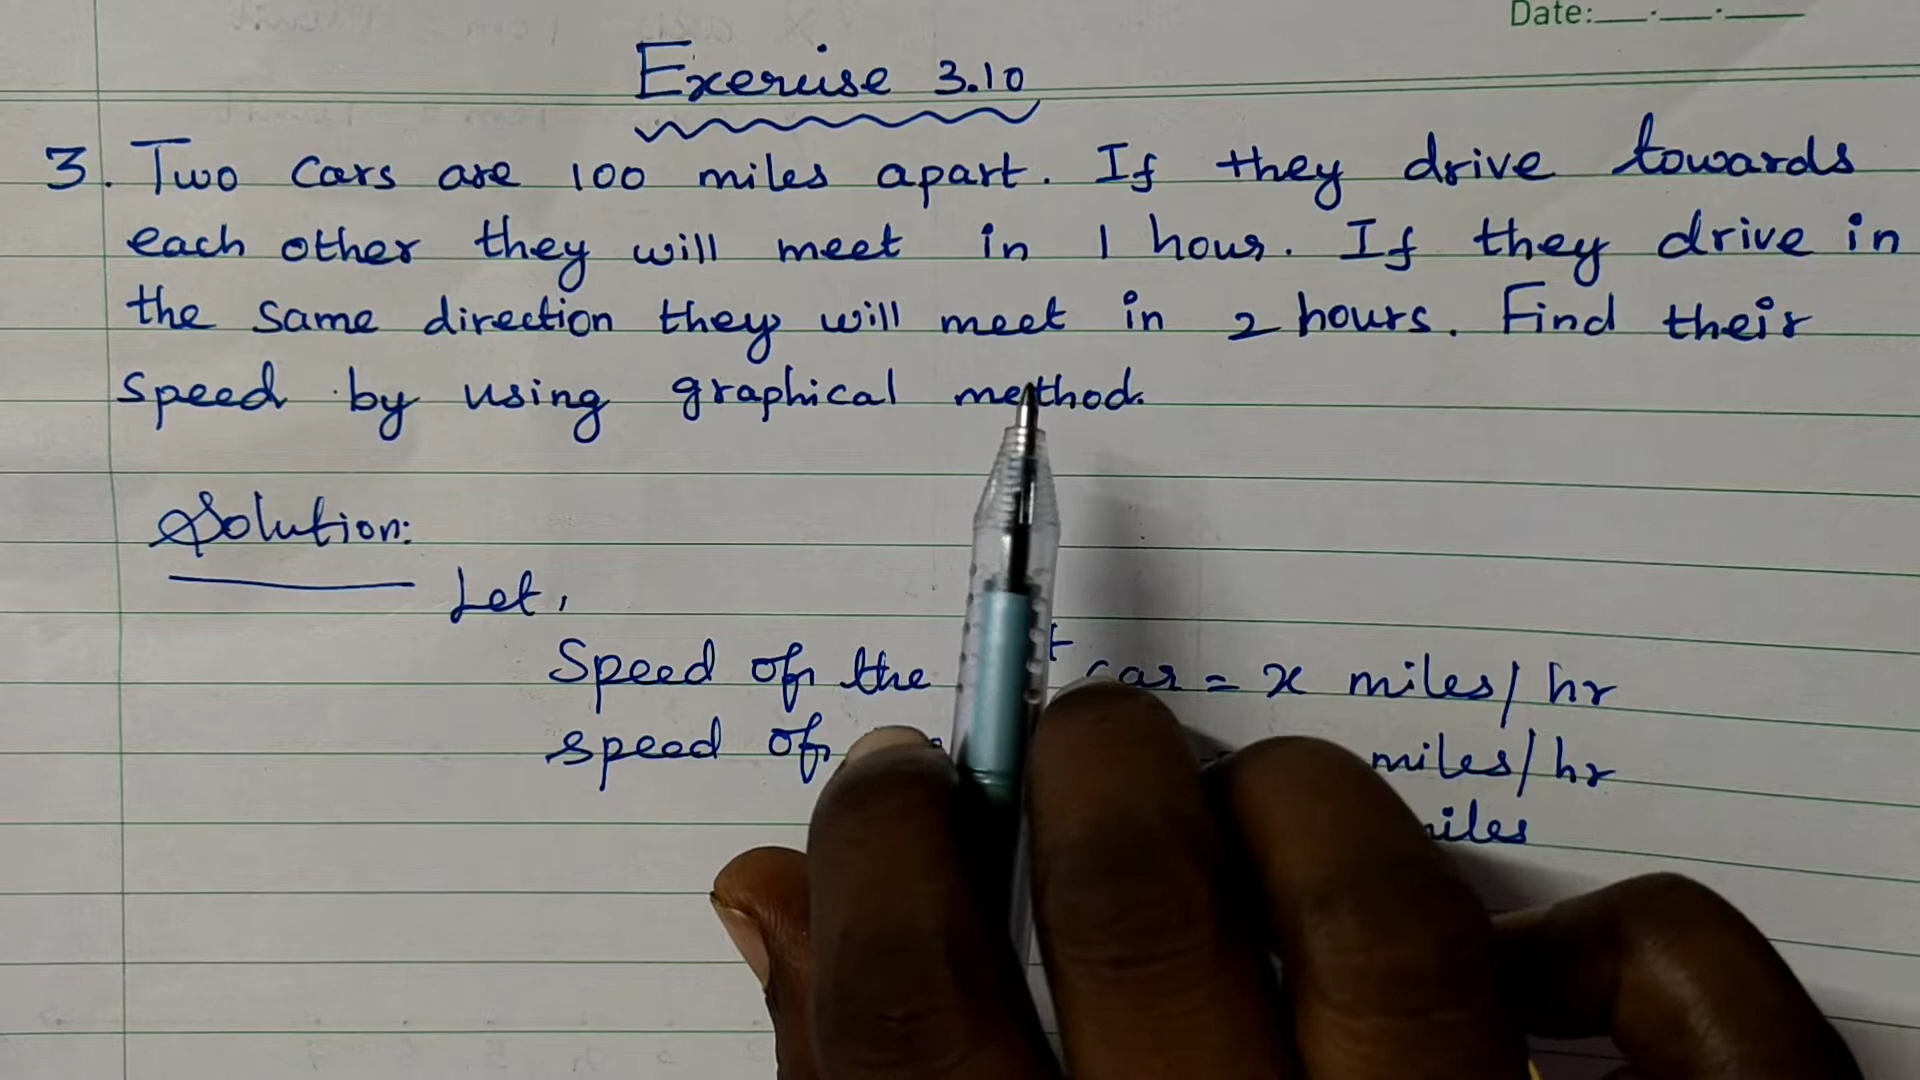 Date:
Exercise 3.10
3. Two cars are 100 miles apart. If they drive towards
each other they will meet in 1 hour. If they drive in
the same direction they will meet in 2 hours. Find their
speed by using graphical method.
Solution:
Let,
Speed of the car = x miles/hr
speed of miles/hr
miles